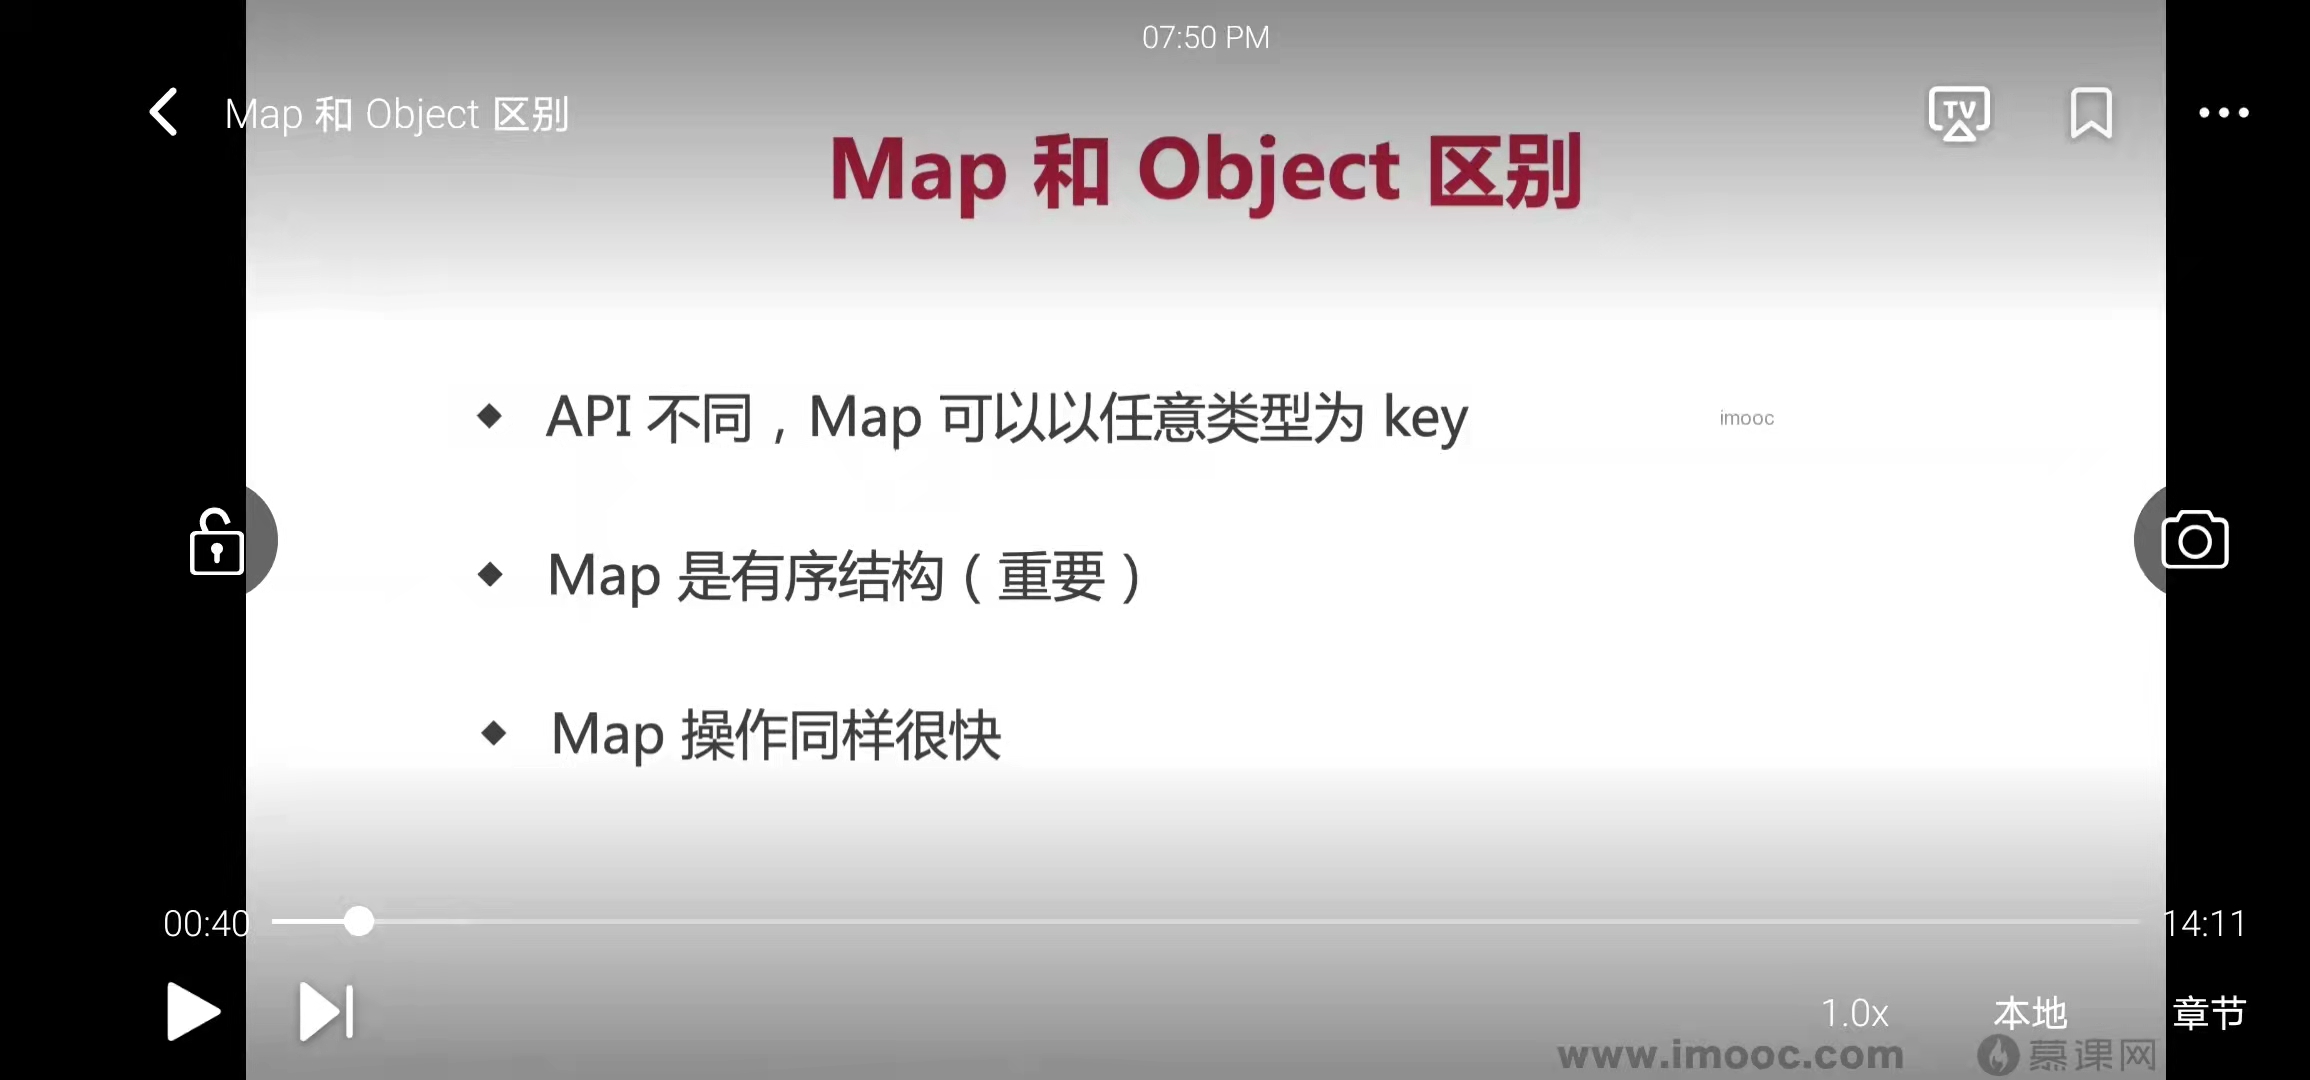 07:50 PM
Map 和 Object 区别
TV
Map 和 Object 区别
API 不同，Map 可以以任意类型为 key
imooc
Map 是有序结构（重要）
Map 操作同样很快
00:40
14:11
1.0x
本地
章节
www.imooc.com
慕课网